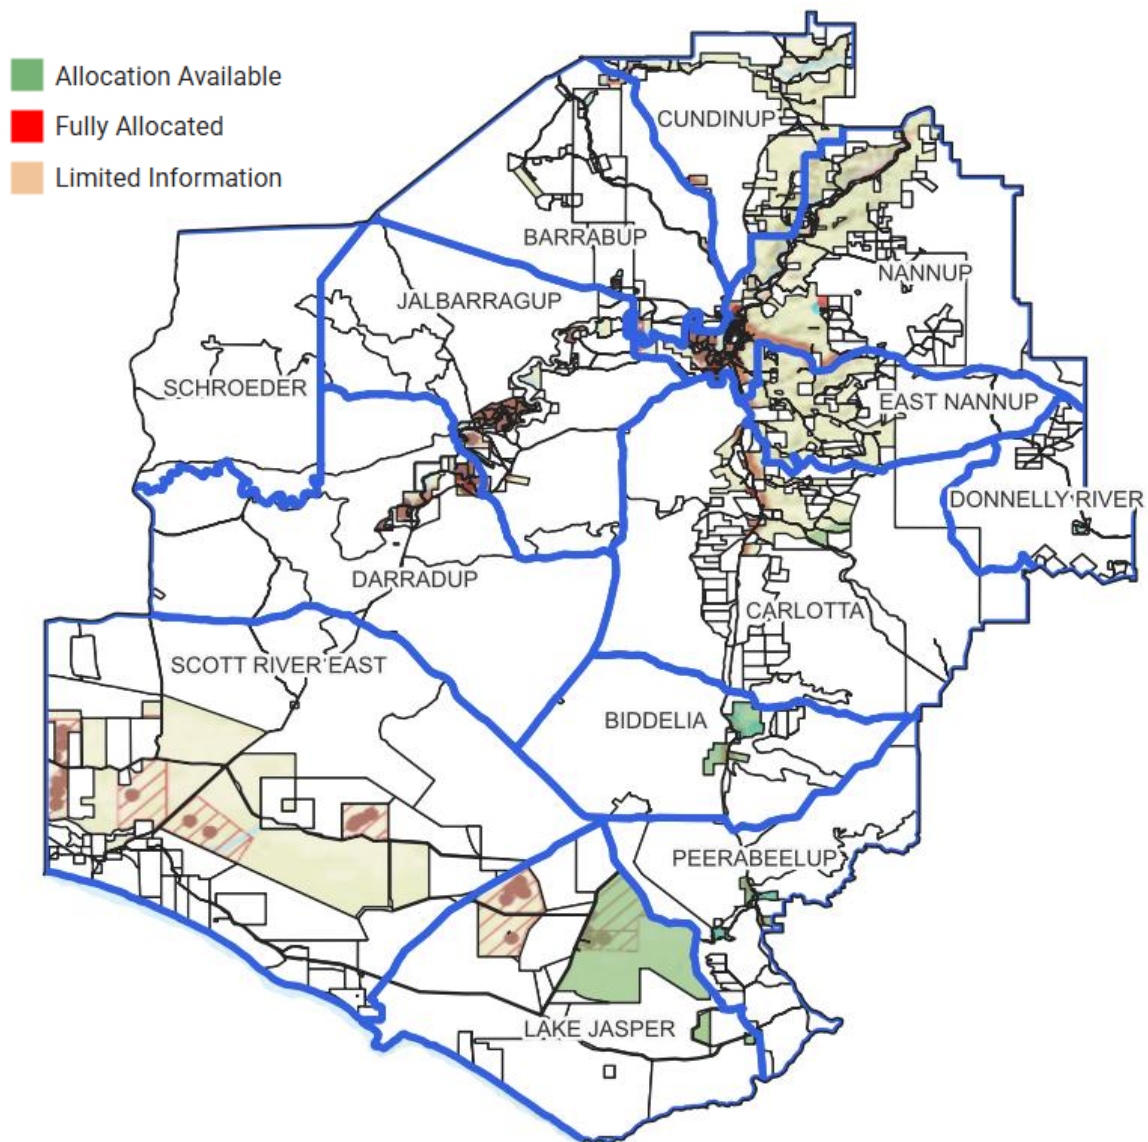 Allocation Available
Fully Allocated
Limited Information
CUNDINUP
BARRABUP
NANNUP
JALBARRAGUP
SCHROEDER
EAST NANNUP
DONNELLY RIVER
DARRADUP
CARLOTTA
SCOTT RIVER EAST
BIDDELIA
PEERABEELUP
LAKE JASPER